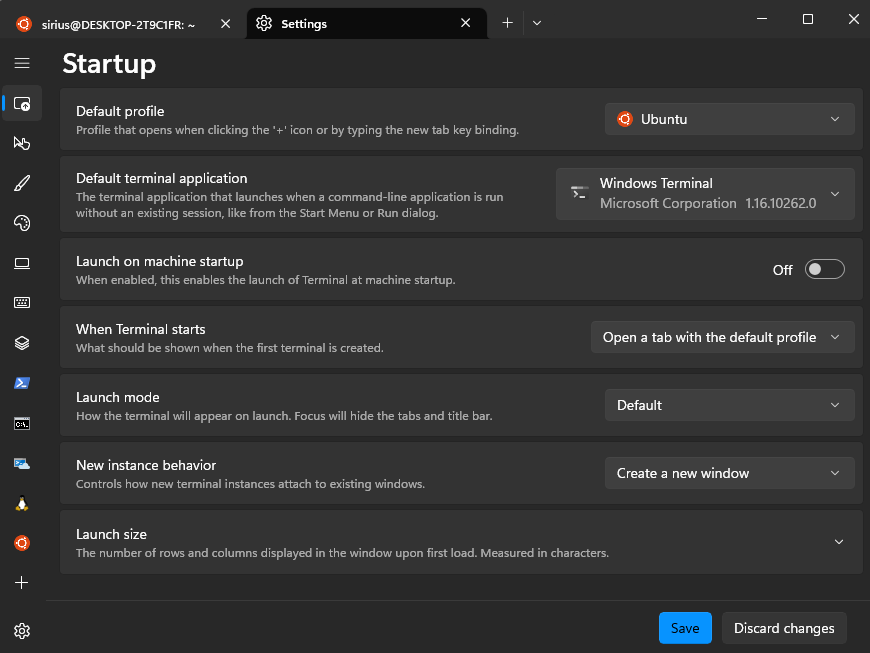 sirius@DESKTOP-2T9C1FR: ~
Settings
Startup
Default profile
Profile that opens when clicking the '+' icon or by typing the new tab key binding.
Ubuntu
Default terminal application
The terminal application that launches when a command-line application is run
without an existing session, like from the Start Menu or Run dialog.
Windows Terminal
Microsoft Corporation 1.16.10262.0
Launch on machine startup
When enabled, this enables the launch of Terminal at machine startup.
Off
When Terminal starts
What should be shown when the first terminal is created.
Open a tab with the default profile
Launch mode
How the terminal will appear on launch. Focus will hide the tabs and title bar.
Default
New instance behavior
Controls how new terminal instances attach to existing windows.
Create a new window
Launch size
The number of rows and columns displayed in the window upon first load. Measured in characters.
Save
Discard changes